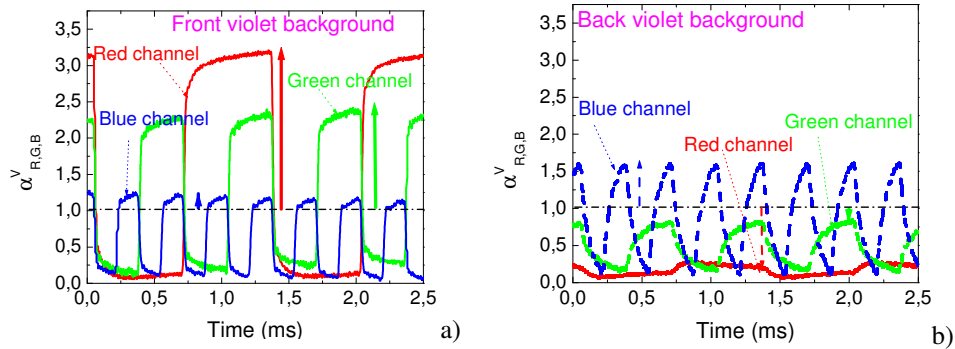 Front violet background
Red channel
Green channel
Blue channel
α^V_{R,G,B}
3,5
3,0
2,5
2,0
1,5
1,0
0,5
0,0
0,0 0,5 1,0 1,5 2,0 2,5
Time (ms)
a)
Back violet background
Blue channel
Green channel
Red channel
α^V_{R,G,B}
3,5
3,0
2,5
2,0
1,5
1,0
0,5
0,0
0,0 0,5 1,0 1,5 2,0 2,5
Time (ms)
b)